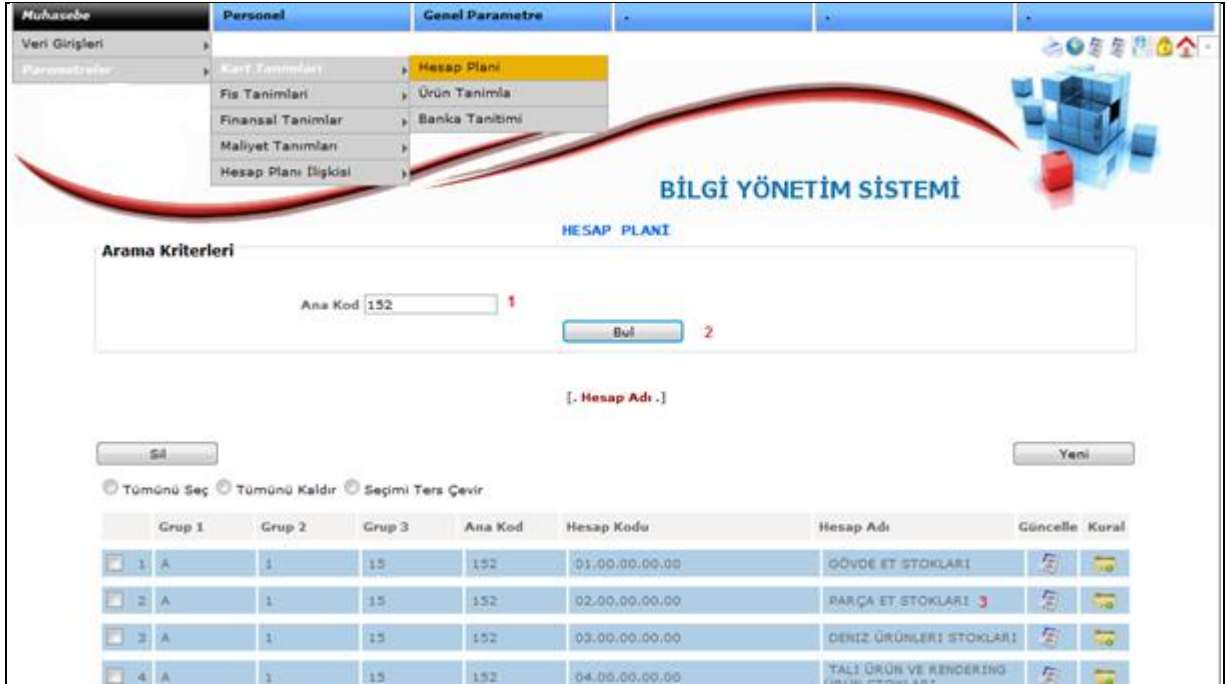 Muhasebe Personel Genel Parametre . . .
Veri Girişleri
Parametreler Kart Tanımları Hesap Plani
Fis Tanimlari Ürün Tanimla
Finansal Tanimlar Banka Tanitimi
Maliyet Tanımları
Hesap Planı İlişkisi
BİLGİ YÖNETİM SİSTEMİ
HESAP PLANİ
Arama Kriterleri
Ana Kod 152 1
Bul 2
[. Hesap Adı .]
Sil Yeni
Tümünü Seç Tümünü Kaldır Seçimi Ters Çevir
Grup 1 Grup 2 Grup 3 Ana Kod Hesap Kodu Hesap Adı Güncelle Kural
1 A 1 15 152 01.00.00.00.00 GÖVDE ET STOKLARI
2 A 1 15 152 02.00.00.00.00 PARÇA ET STOKLARI 3
3 A 1 15 152 03.00.00.00.00 DENIZ ÜRÜNLERI STOKLARI
4 A 1 15 152 04.00.00.00.00 TALI ÜRÜN VE RENDERING
ÜRÜN STOKLARI